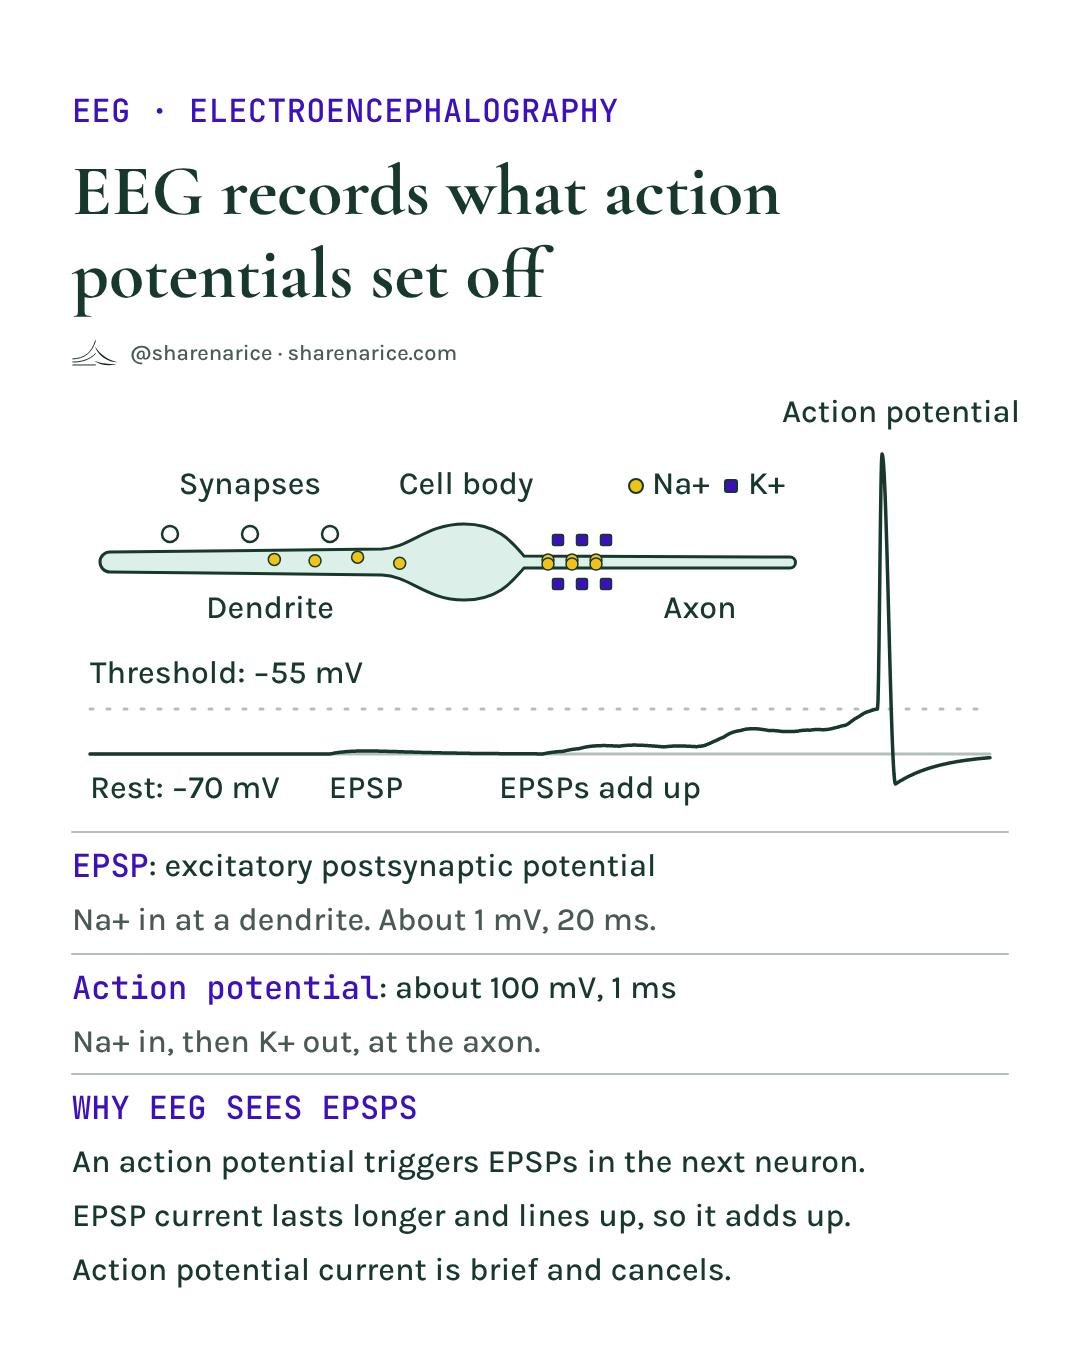 EEG · ELECTROENCEPHALOGRAPHY
EEG records what action
potentials set off
@sharenarice · sharenarice.com
Action potential
Synapses
Cell body
Na+
K+
Dendrite
Axon
Threshold: −55 mV
Rest: −70 mV
EPSP
EPSPs add up
EPSP: excitatory postsynaptic potential
Na+ in at a dendrite. About 1 mV, 20 ms.
Action potential: about 100 mV, 1 ms
Na+ in, then K+ out, at the axon.
WHY EEG SEES EPSPS
An action potential triggers EPSPs in the next neuron.
EPSP current lasts longer and lines up, so it adds up.
Action potential current is brief and cancels.